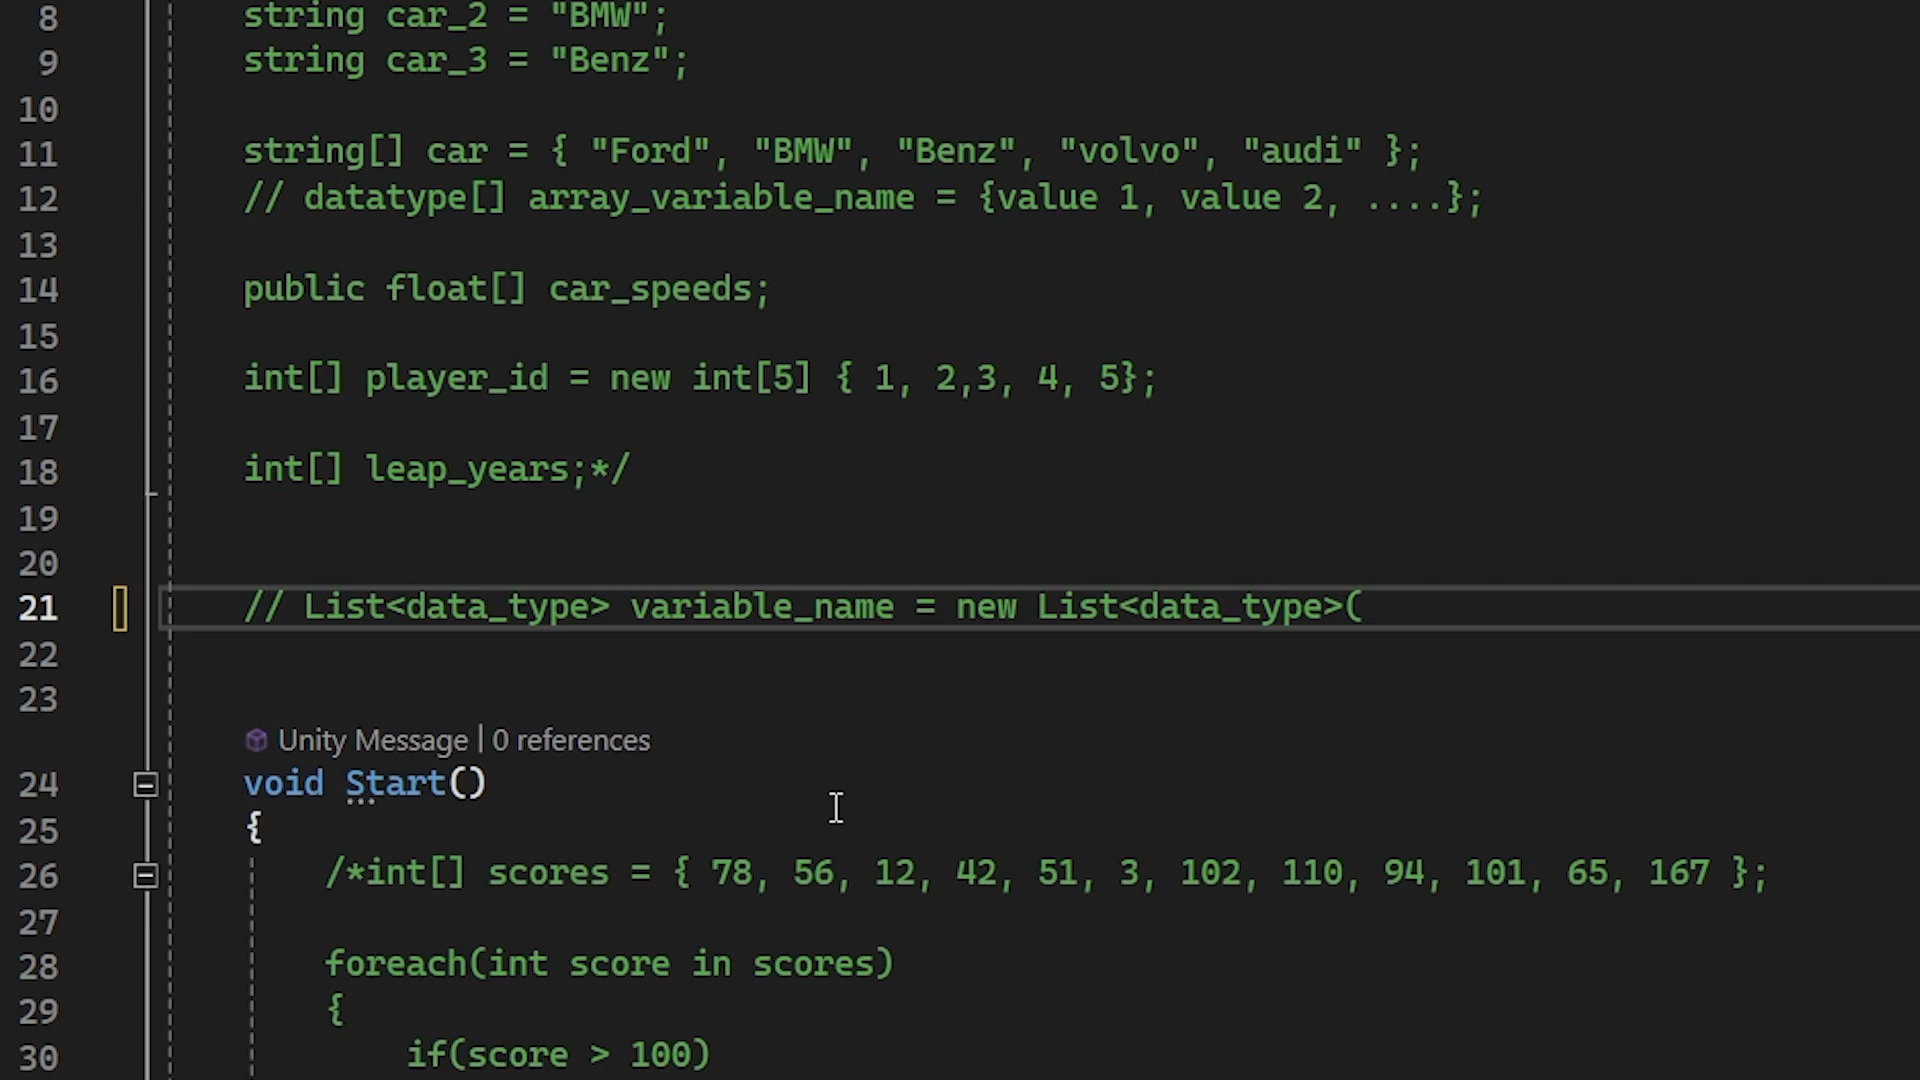 8 string car_2 = "BMW";
9 string car_3 = "Benz";
10
11 string[] car = { "Ford", "BMW", "Benz", "volvo", "audi" };
12 // datatype[] array_variable_name = {value 1, value 2, ....};
13
14 public float[] car_speeds;
15
16 int[] player_id = new int[5] { 1, 2,3, 4, 5};
17
18 int[] leap_years;*/
19
20
21 // List<data_type> variable_name = new List<data_type>(
22
23
Unity Message | 0 references
24 void Start()
25 {
26 /*int[] scores = { 78, 56, 12, 42, 51, 3, 102, 110, 94, 101, 65, 167 };
27
28 foreach(int score in scores)
29 {
30 if(score > 100)